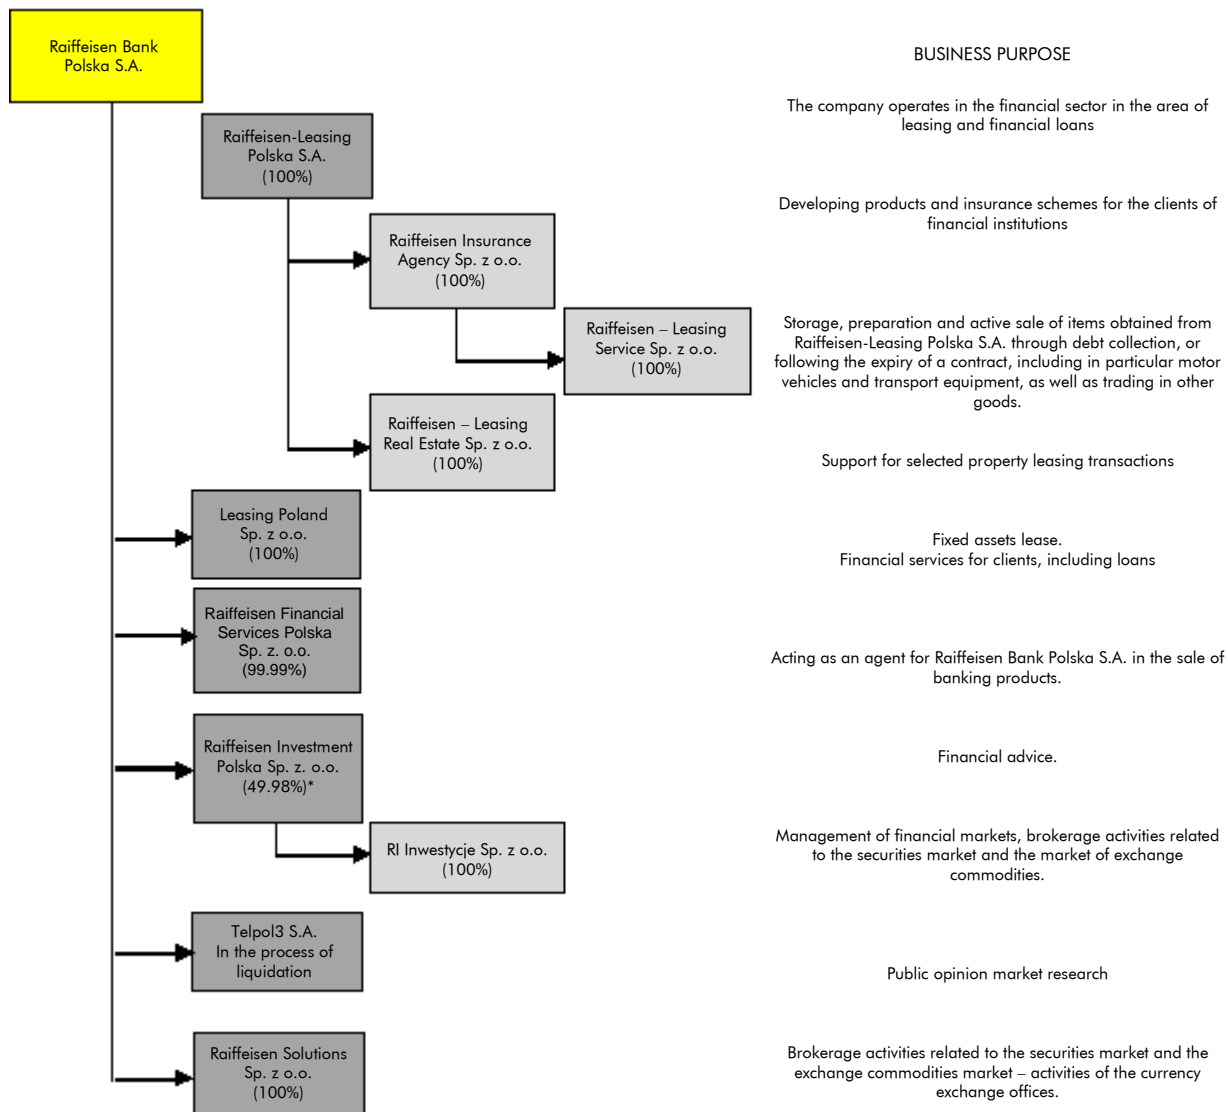 Raiffeisen Bank
Polska S.A.
BUSINESS PURPOSE
Raiffeisen-Leasing
Polska S.A.
(100%)
The company operates in the financial sector in the area of
leasing and financial loans
Raiffeisen Insurance
Agency Sp. z o.o.
(100%)
Developing products and insurance schemes for the clients of
financial institutions
Raiffeisen – Leasing
Service Sp. z o.o.
(100%)
Storage, preparation and active sale of items obtained from
Raiffeisen-Leasing Polska S.A. through debt collection, or
following the expiry of a contract, including in particular motor
vehicles and transport equipment, as well as trading in other
goods.
Raiffeisen – Leasing
Real Estate Sp. z o.o.
(100%)
Support for selected property leasing transactions
Leasing Poland
Sp. z o.o.
(100%)
Fixed assets lease.
Financial services for clients, including loans
Raiffeisen Financial
Services Polska
Sp. z. o.o.
(99.99%)
Acting as an agent for Raiffeisen Bank Polska S.A. in the sale of
banking products.
Raiffeisen Investment
Polska Sp. z. o.o.
(49.98%)*
Financial advice.
RI Inwestycje Sp. z o.o.
(100%)
Management of financial markets, brokerage activities related
to the securities market and the market of exchange
commodities.
Telpol3 S.A.
In the process of
liquidation
Public opinion market research
Raiffeisen Solutions
Sp. z o.o.
(100%)
Brokerage activities related to the securities market and the
exchange commodities market – activities of the currency
exchange offices.